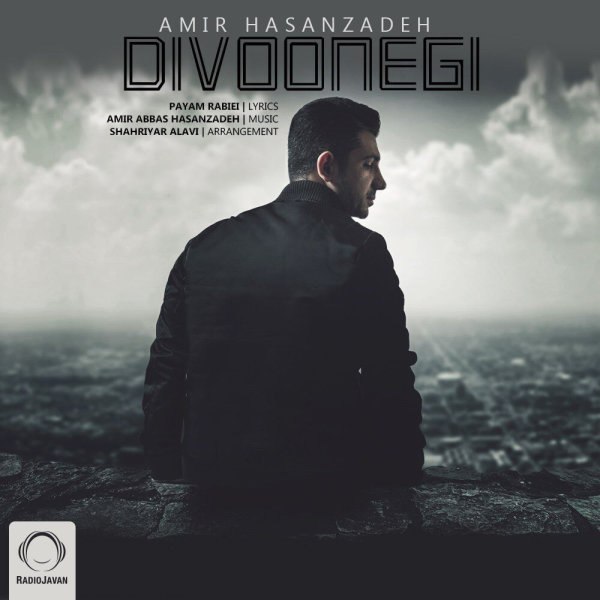 AMIR HASANZADEH
DIVOONEGI
PAYAM RABIEI | LYRICS
AMIR ABBAS HASANZADEH | MUSIC
SHAHRIYAR ALAVI | ARRANGEMENT
RADIOJAVAN